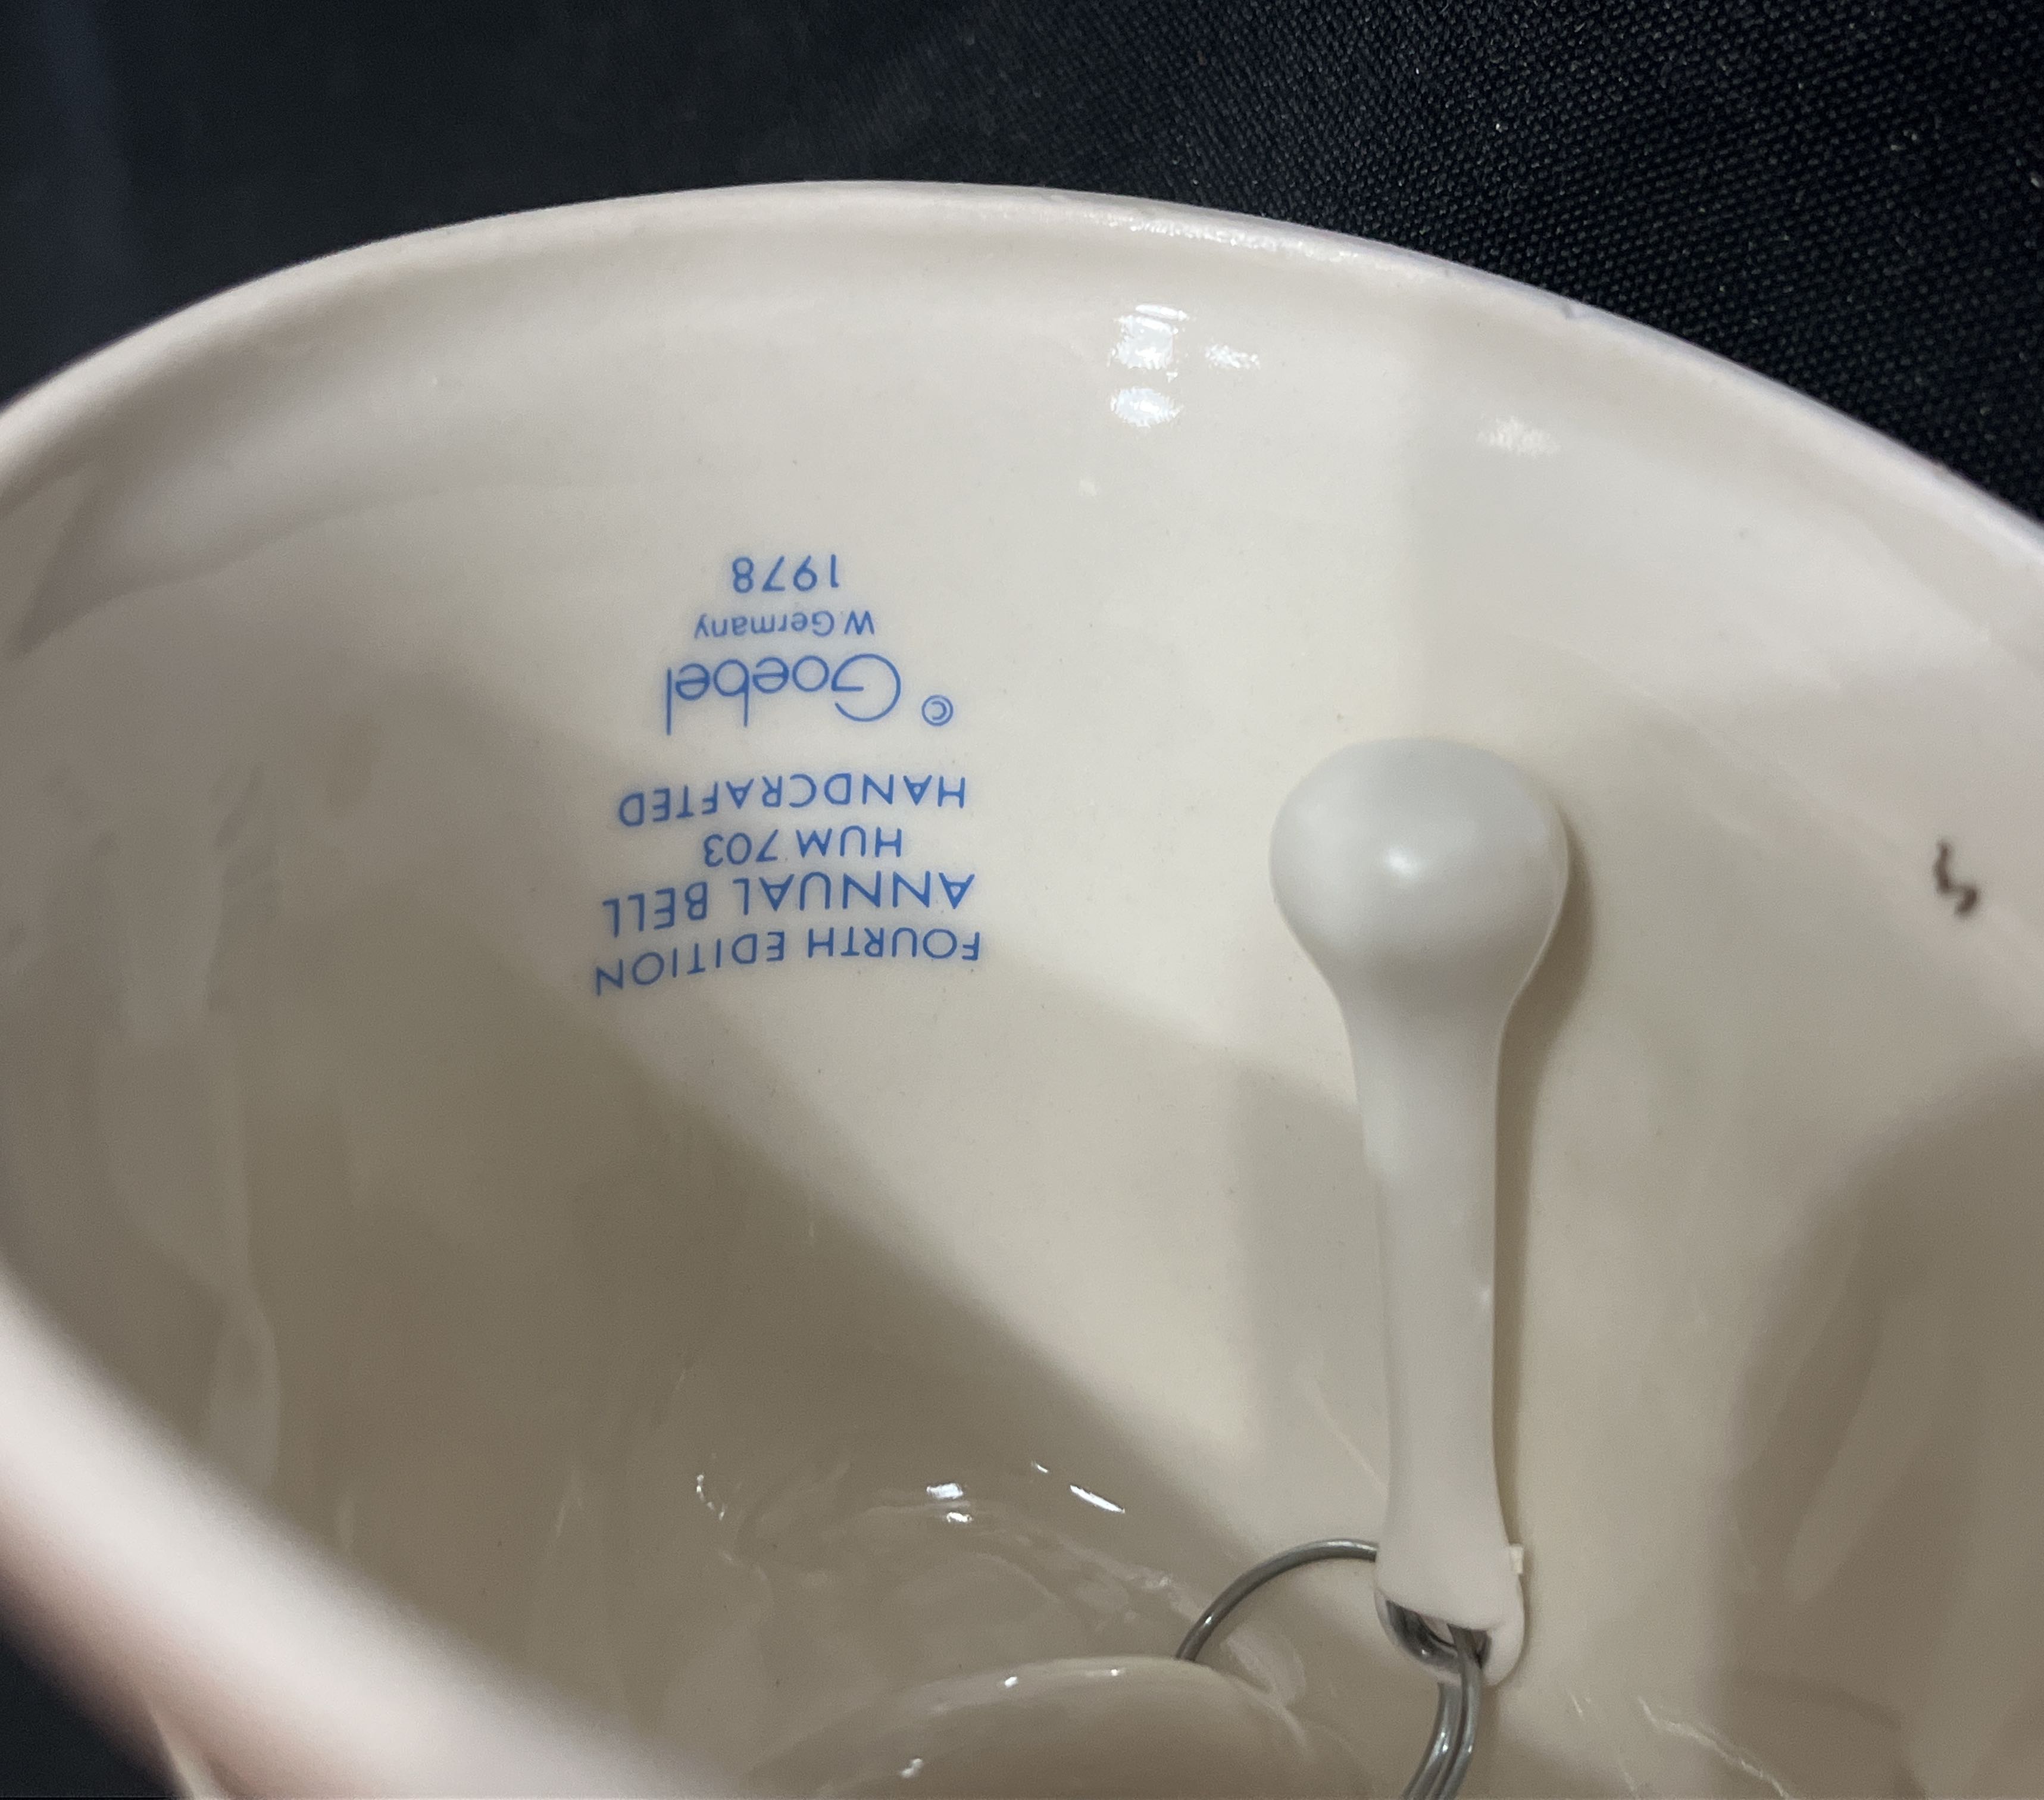 FOURTH EDITION
ANNUAL BELL
HUM 703
HANDCRAFTED
© Goebel
W.Germany
1978